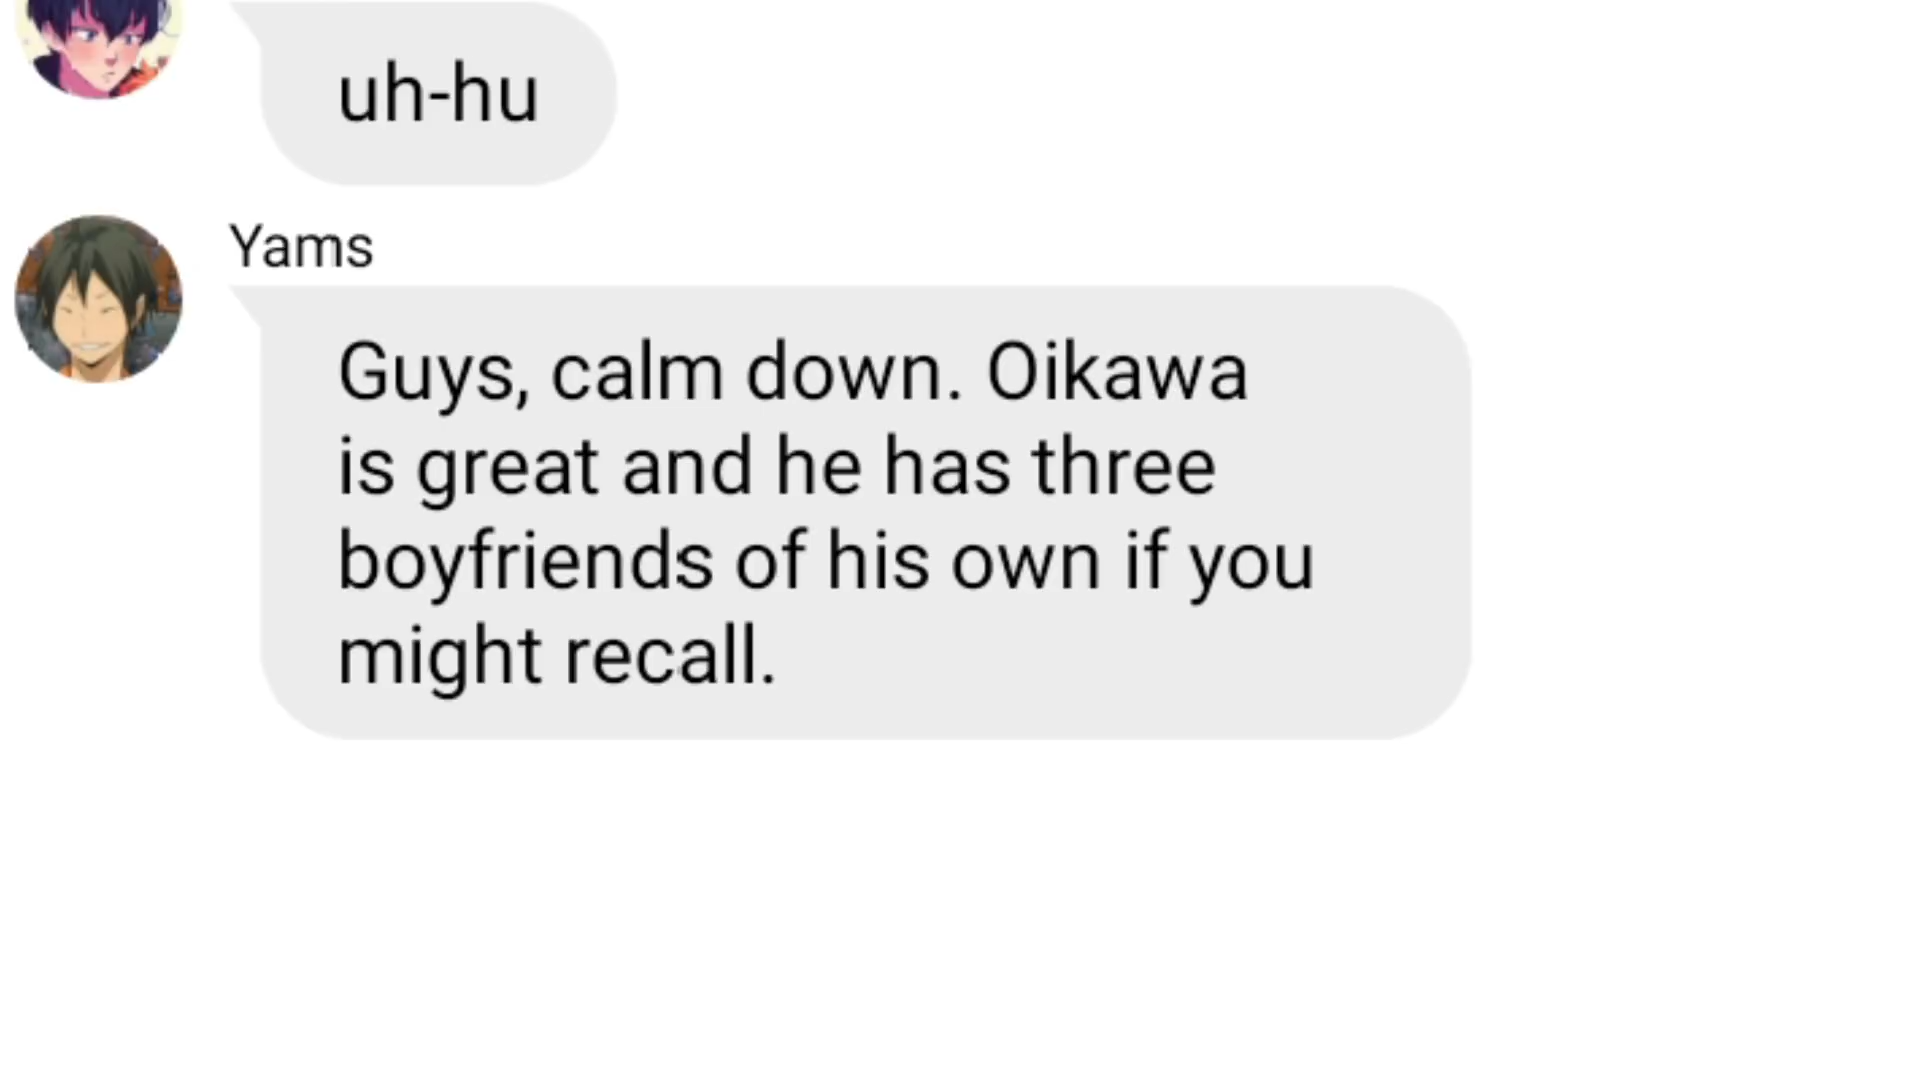 uh-hu
Yams
Guys, calm down. Oikawa
is great and he has three
boyfriends of his own if you
might recall.